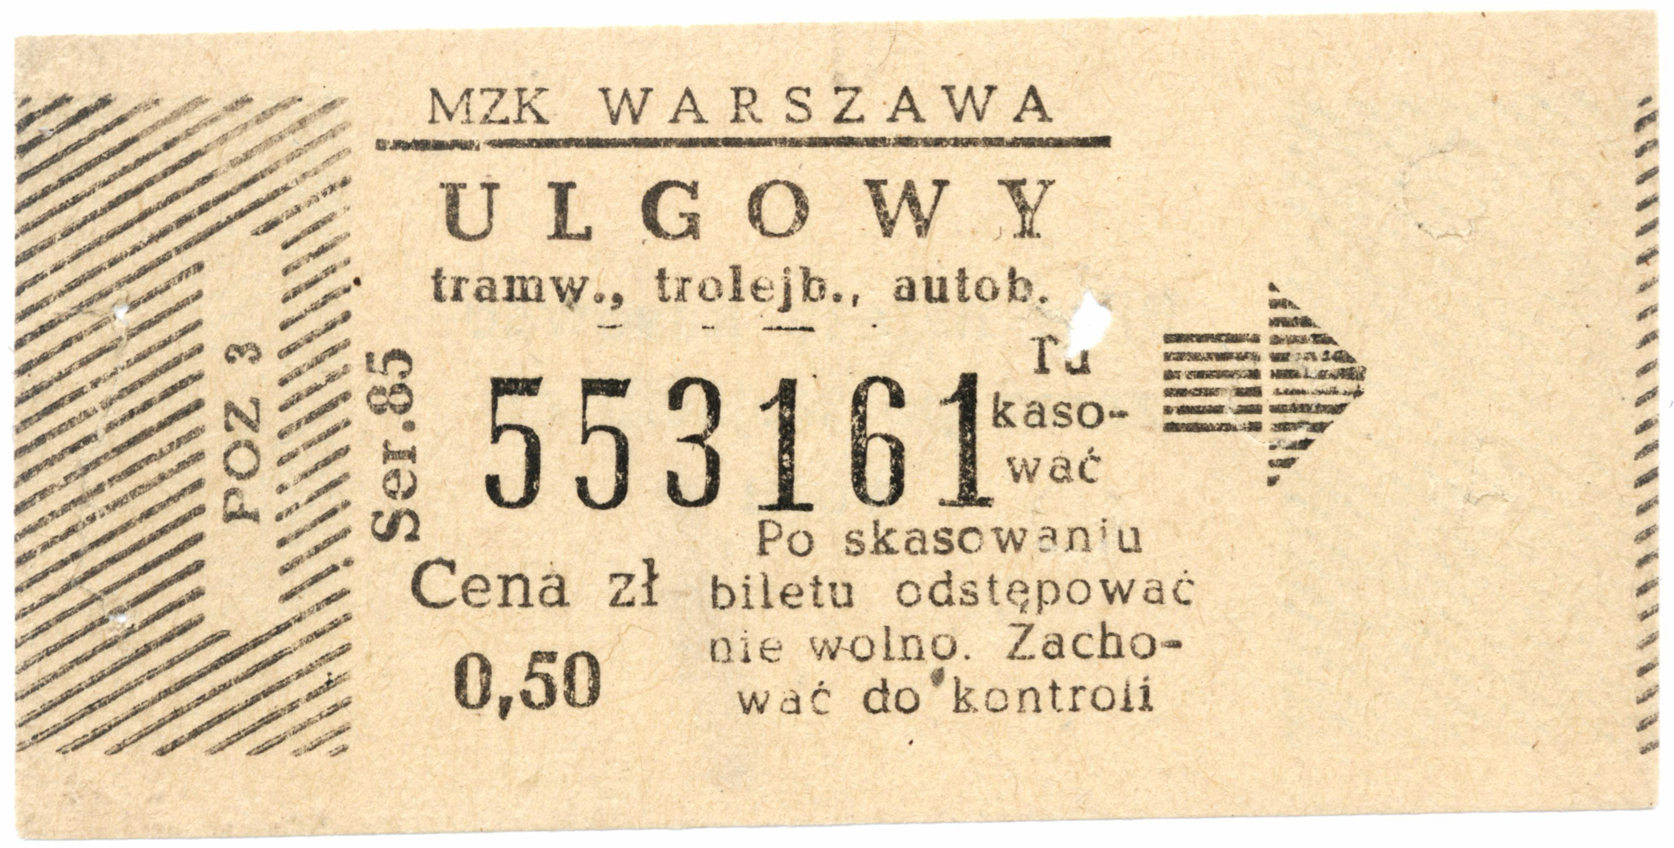 MZK WARSZAWA
ULGOWY
tramw., trolejb., autob.
POZ 3
Ser.85
553161
Tu
kaso-
wać
Cena zł
0,50
Po skasowaniu
biletu odstępować
nie wolno. Zacho-
wać do kontroli